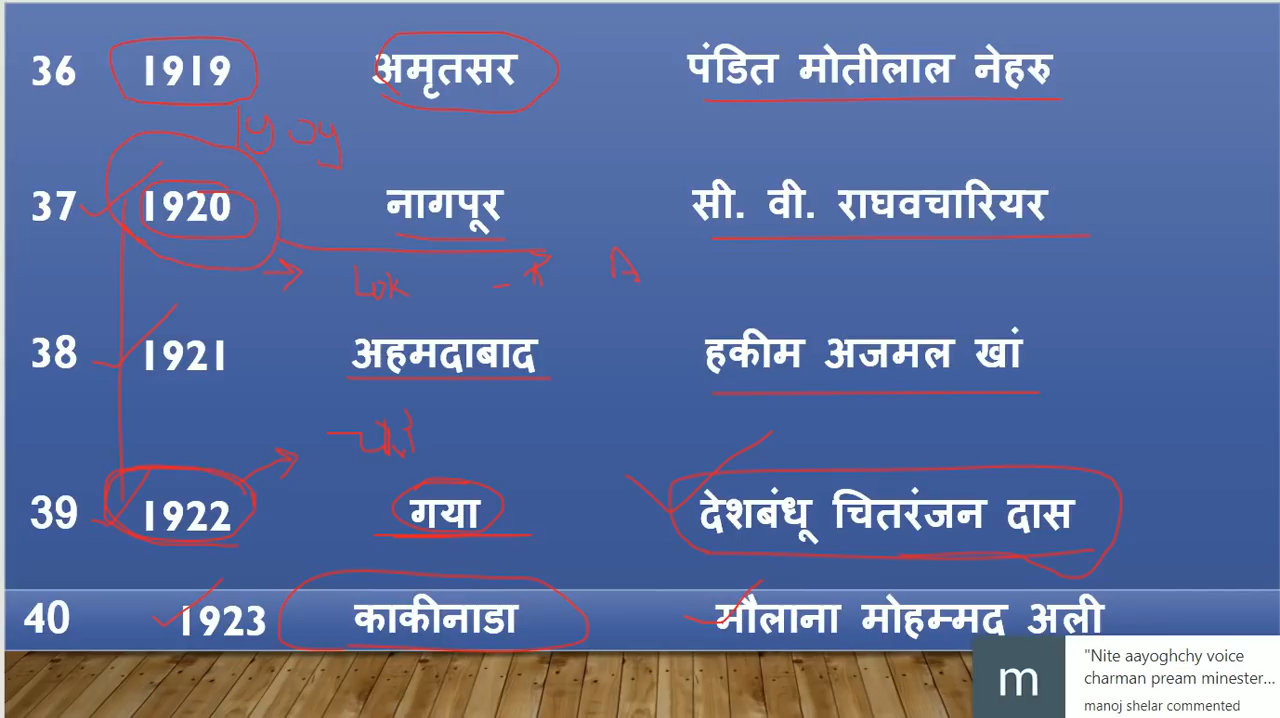 36 1919 अमृतसर पंडित मोतीलाल नेहरु
37 1920 नागपूर सी. वी. राघवचारियर
Lok
A
38 1921 अहमदाबाद हकीम अजमल खां
39 1922 गया देशबंधू चितरंजन दास
40 1923 काकीनाडा मौलाना मोहम्मद अली
m
"Nite aayoghchy voice
charman pream minester...
manoj shelar commented